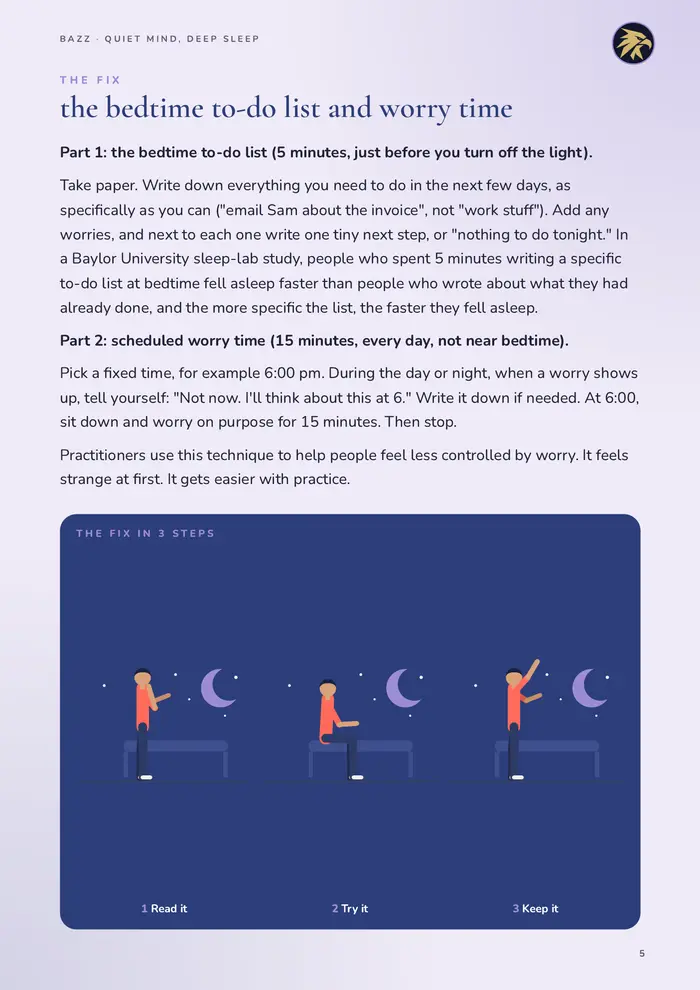 BAZZ · QUIET MIND, DEEP SLEEP
THE FIX
the bedtime to-do list and worry time
Part 1: the bedtime to-do list (5 minutes, just before you turn off the light).
Take paper. Write down everything you need to do in the next few days, as
specifically as you can ("email Sam about the invoice", not "work stuff"). Add any
worries, and next to each one write one tiny next step, or "nothing to do tonight." In
a Baylor University sleep-lab study, people who spent 5 minutes writing a specific
to-do list at bedtime fell asleep faster than people who wrote about what they had
already done, and the more specific the list, the faster they fell asleep.
Part 2: scheduled worry time (15 minutes, every day, not near bedtime).
Pick a fixed time, for example 6:00 pm. During the day or night, when a worry shows
up, tell yourself: "Not now. I'll think about this at 6." Write it down if needed. At 6:00,
sit down and worry on purpose for 15 minutes. Then stop.
Practitioners use this technique to help people feel less controlled by worry. It feels
strange at first. It gets easier with practice.
THE FIX IN 3 STEPS
1 Read it
2 Try it
3 Keep it
5